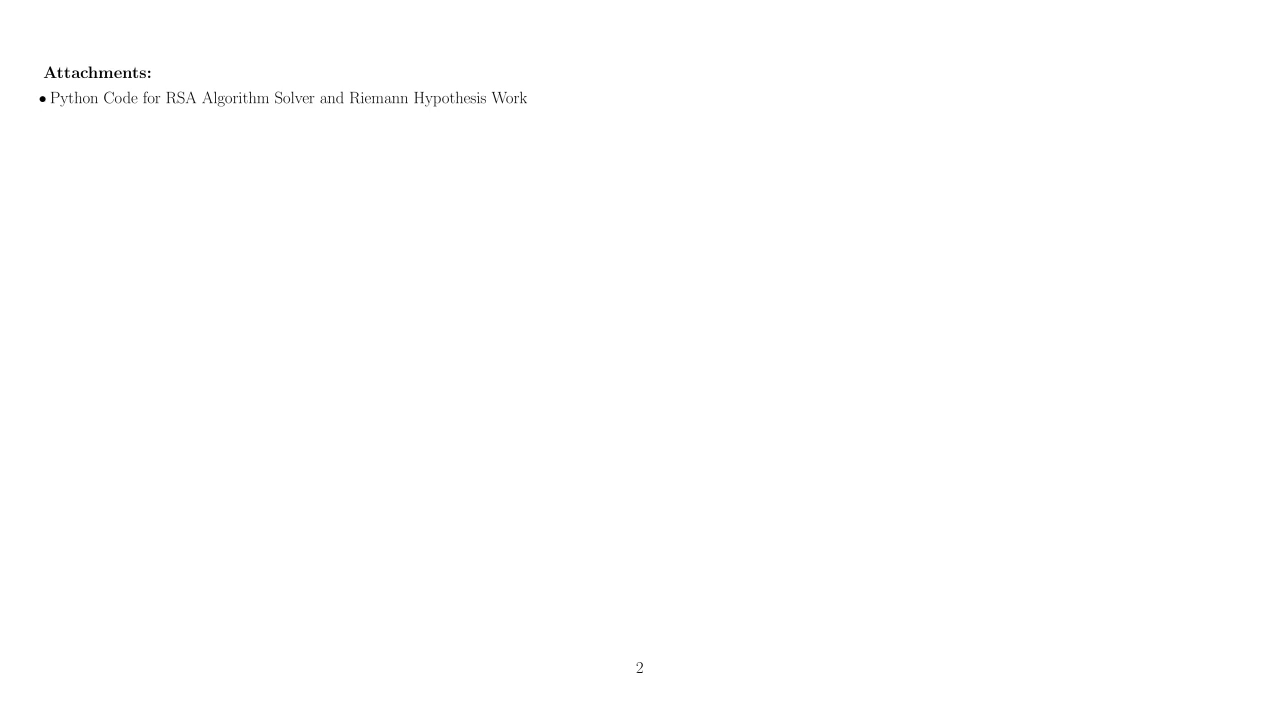 Attachments:
• Python Code for RSA Algorithm Solver and Riemann Hypothesis Work
2